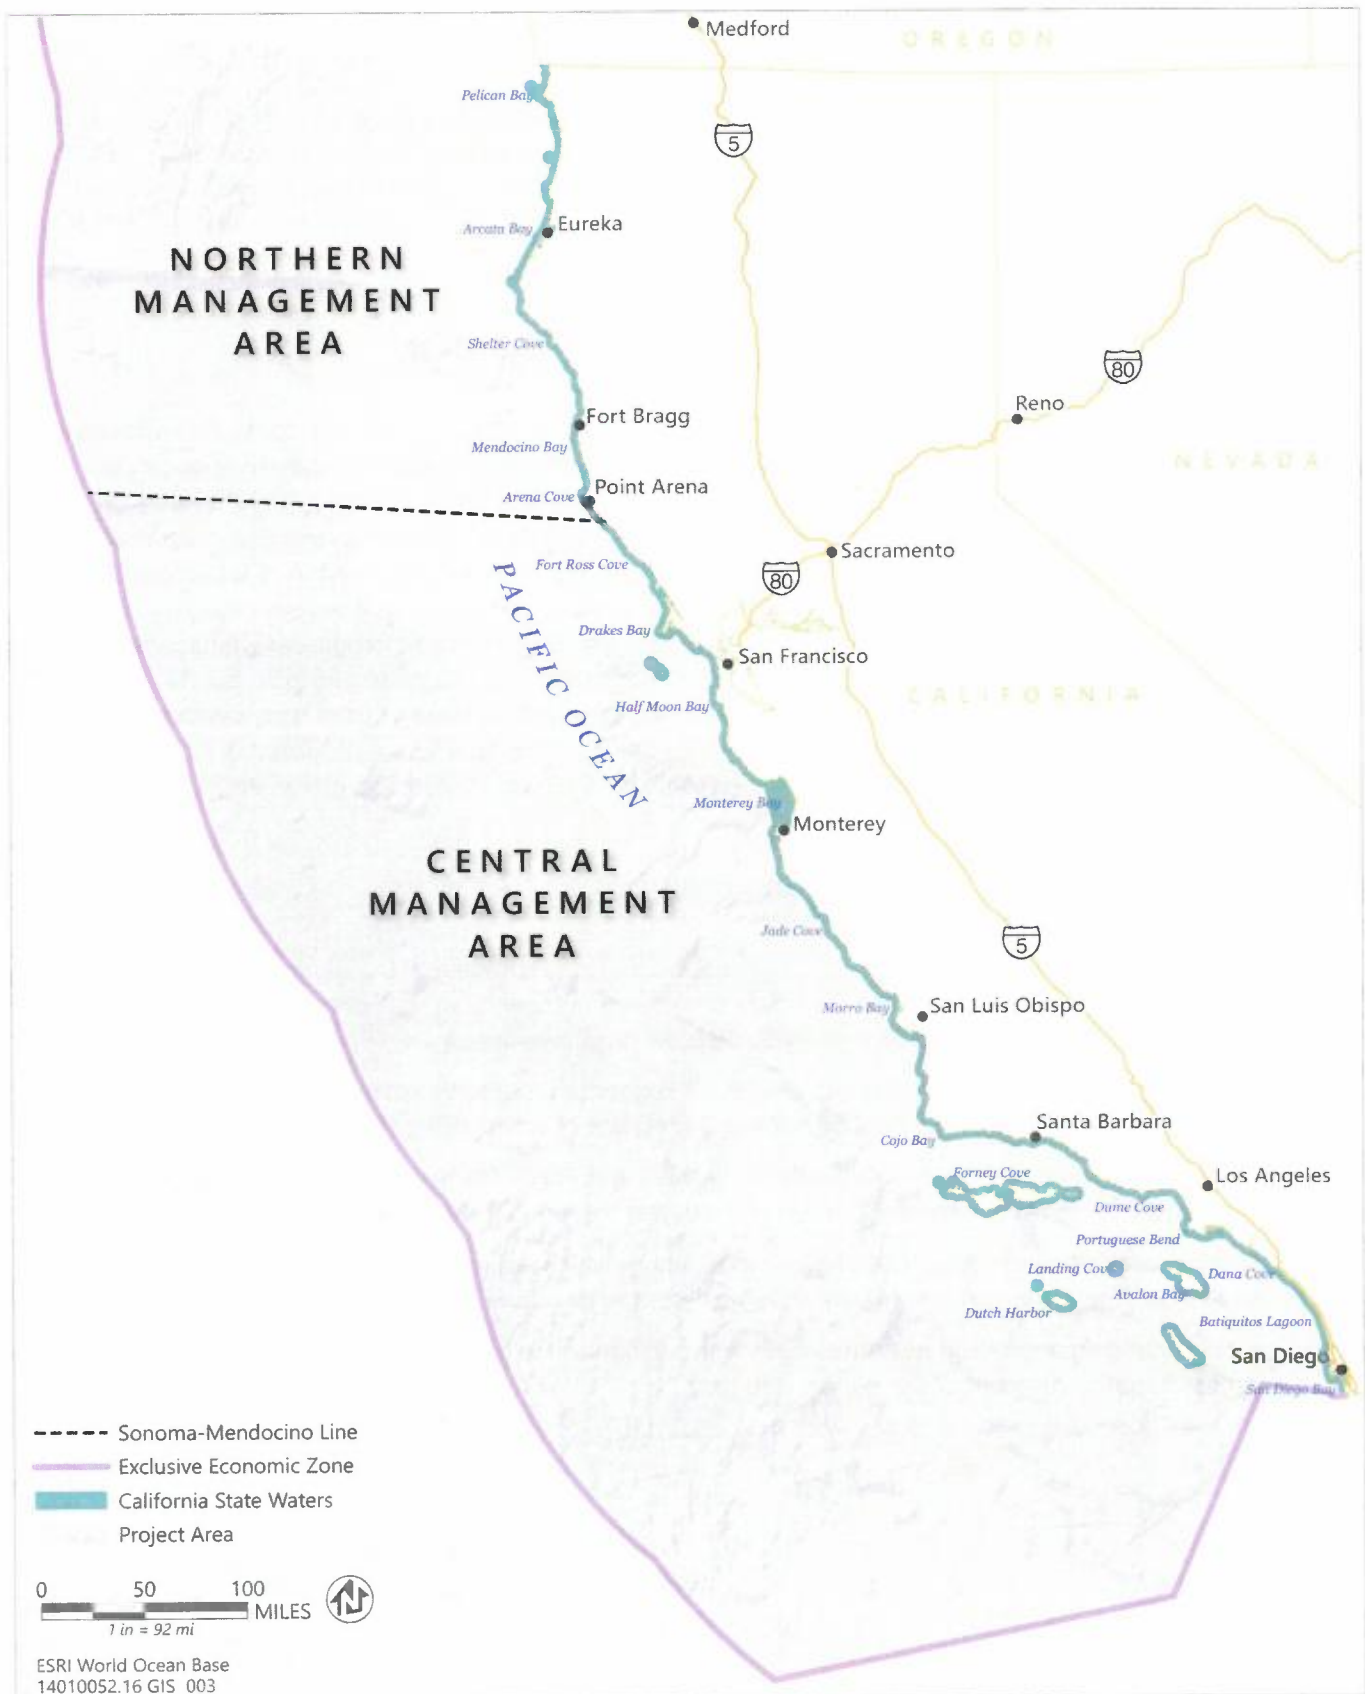 Medford
OREGON
Pelican Bay
5
Arcata Bay
Eureka
NORTHERN
MANAGEMENT
AREA
Shelter Cove
80
Reno
Fort Bragg
Mendocino Bay
NEVADA
Point Arena
Arena Cove
Sacramento
Fort Ross Cove
80
PACIFIC OCEAN
Drakes Bay
San Francisco
CALIFORNIA
Half Moon Bay
Monterey Bay
Monterey
CENTRAL
MANAGEMENT
AREA
Jade Cove
5
Morro Bay
San Luis Obispo
Santa Barbara
Cojo Bay
Forney Cove
Los Angeles
Dume Cove
Portuguese Bend
Landing Cove
Dana Cove
Avalon Bay
Dutch Harbor
Batiquitos Lagoon
San Diego
San Diego Bay
Sonoma-Mendocino Line
Exclusive Economic Zone
California State Waters
Project Area
0 50 100
MILES
N
1 in = 92 mi
ESRI World Ocean Base
14010052.16 GIS 003